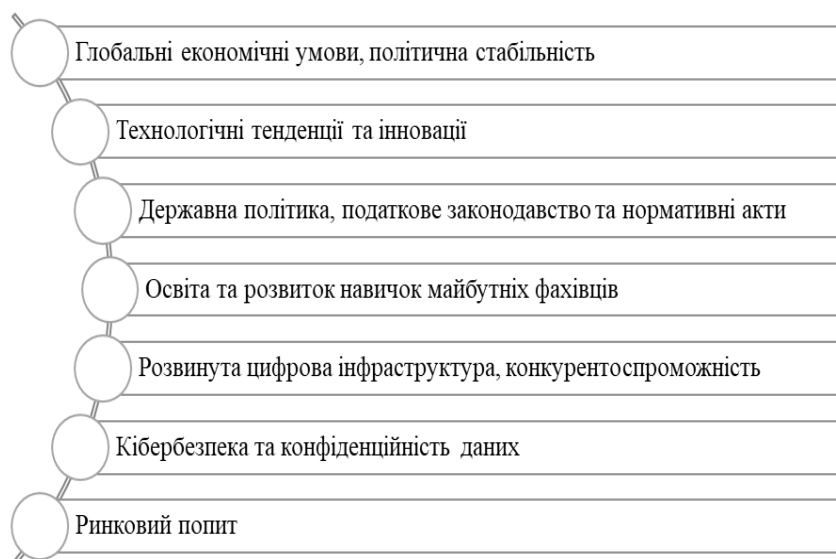 Глобальні економічні умови, політична стабільність
Технологічні тенденції та інновації
Державна політика, податкове законодавство та нормативні акти
Освіта та розвиток навичок майбутніх фахівців
Розвинута цифрова інфраструктура, конкурентоспроможність
Кібербезпека та конфіденційність даних
Ринковий попит